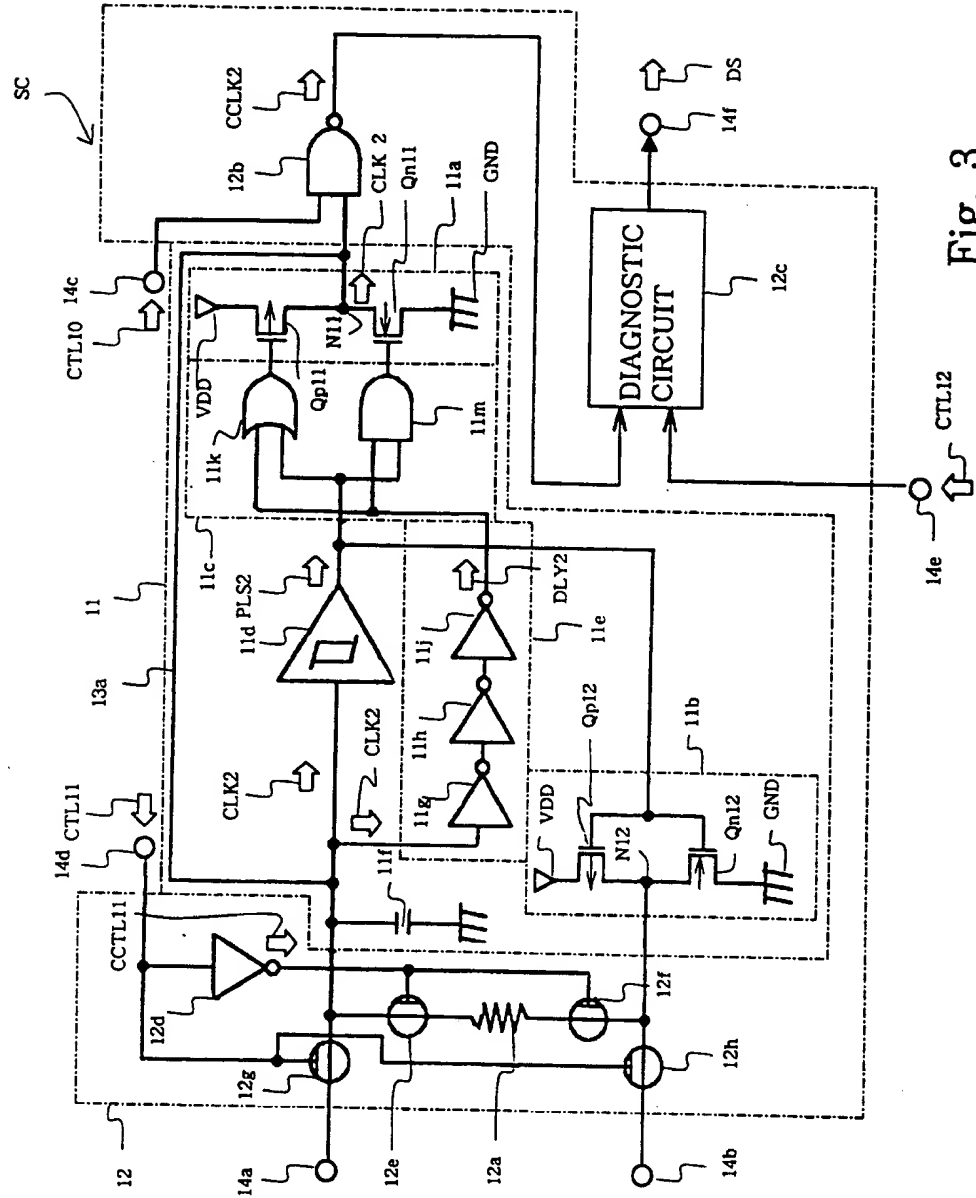 SC
CTL10
14c
CCLK2
12b
VDD
Qp11
N11
CLK 2
Qn11
11a
GND
11k
11m
11
13a
11c
PLS2
11d
CLK2
CLK2
CTL11
14d
CCTL11
12d
11f
11g
11h
11j
DLY2
11e
VDD
Qp12
N12
Qn12
GND
11b
12
12g
14a
12e
12a
12f
12h
14b
DIAGNOSTIC
CIRCUIT
12c
14f
DS
14e
CTL12
Fig. 3